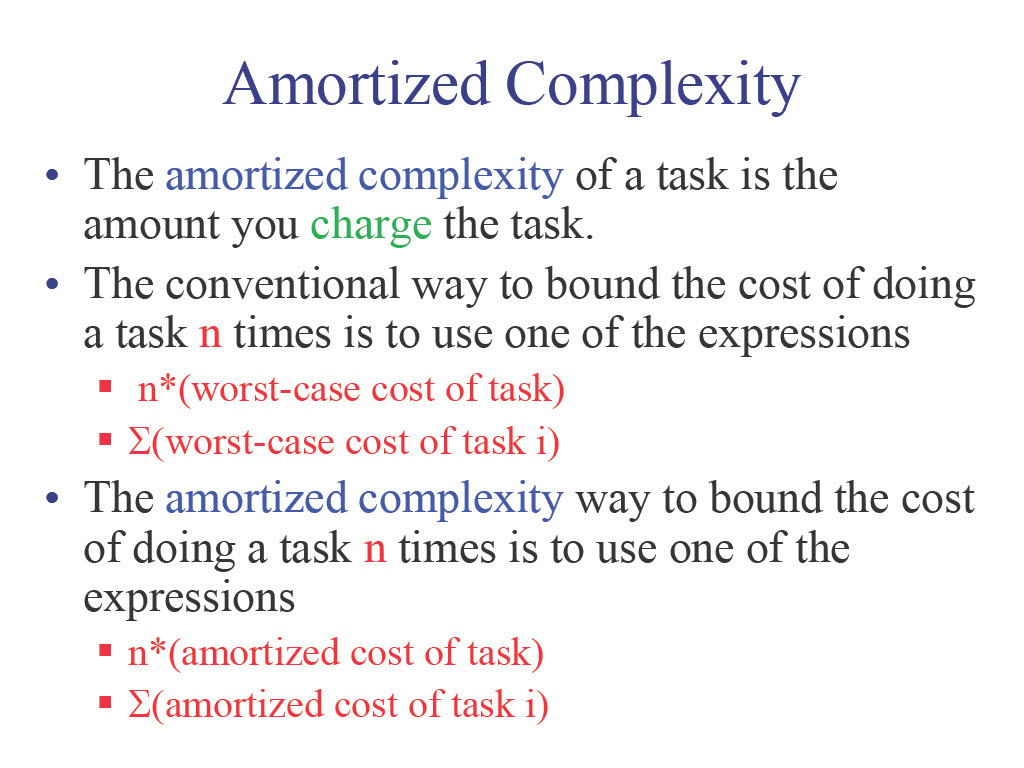 Amortized Complexity
• The amortized complexity of a task is the
amount you charge the task.
• The conventional way to bound the cost of doing
a task n times is to use one of the expressions
▪ n*(worst-case cost of task)
▪ Σ(worst-case cost of task i)
• The amortized complexity way to bound the cost
of doing a task n times is to use one of the
expressions
▪ n*(amortized cost of task)
▪ Σ(amortized cost of task i)